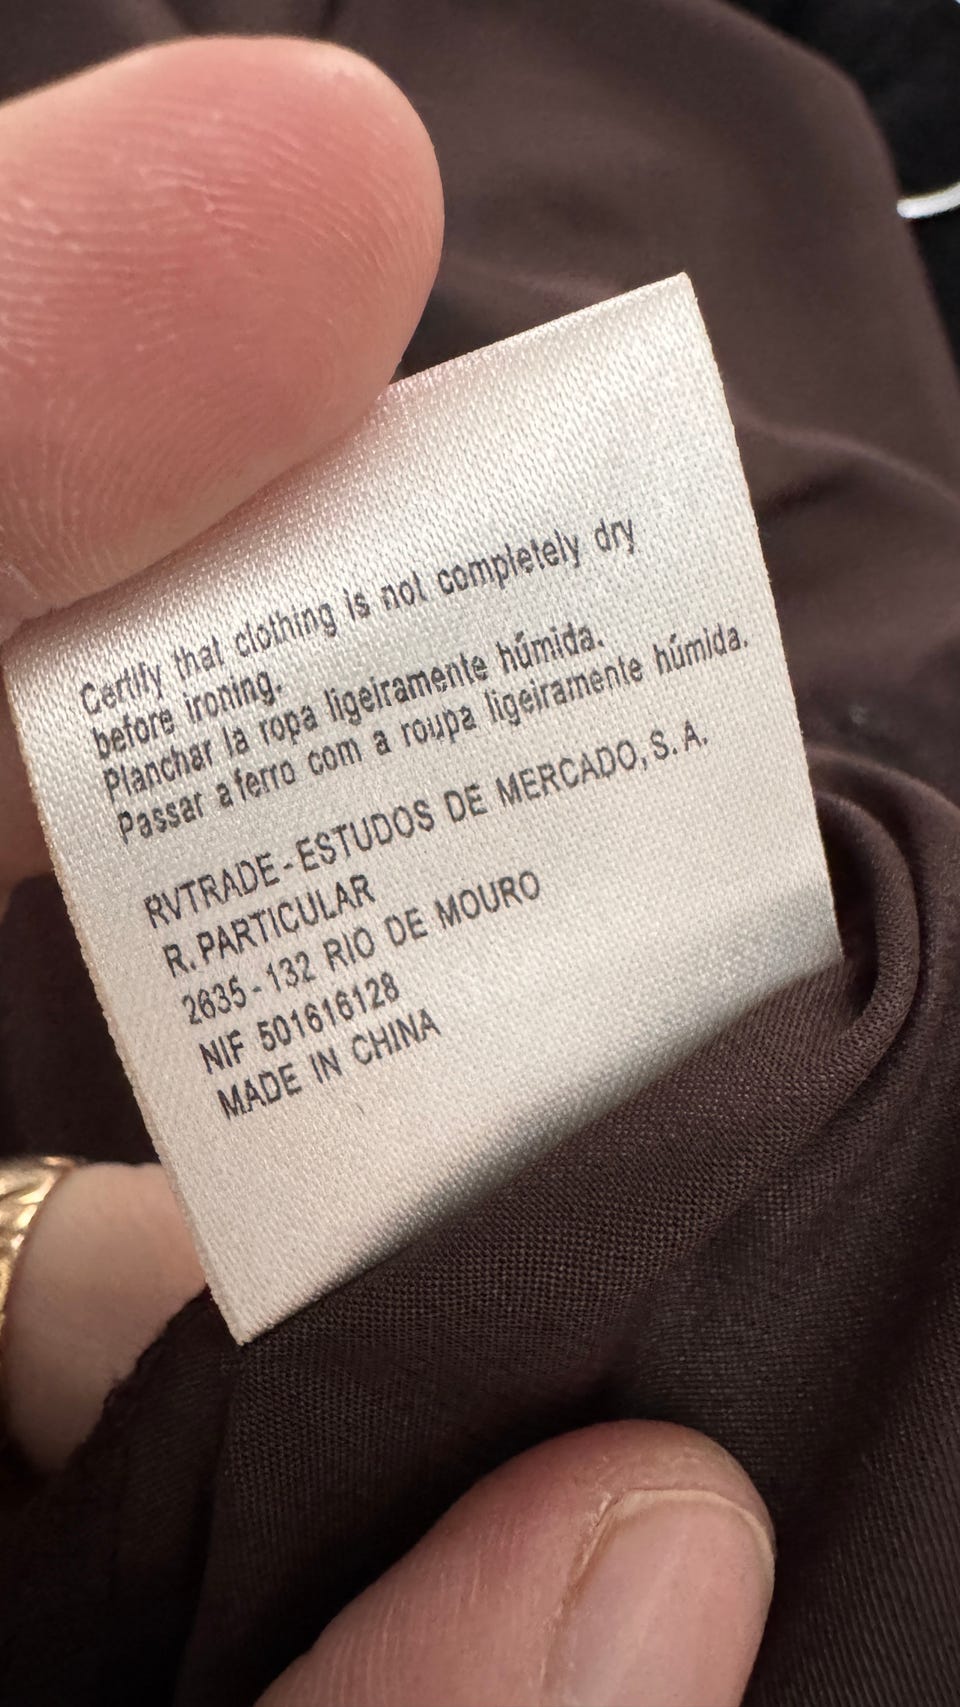 Certify that clothing is not completely dry
before ironing.
Planchar la ropa ligeiramente húmida.
Passar a ferro com a roupa ligeiramente húmida.
RVTRADE-ESTUDOS DE MERCADO, S.A.
R. PARTICULAR
2635-132 RIO DE MOURO
NIF 501616128
MADE IN CHINA